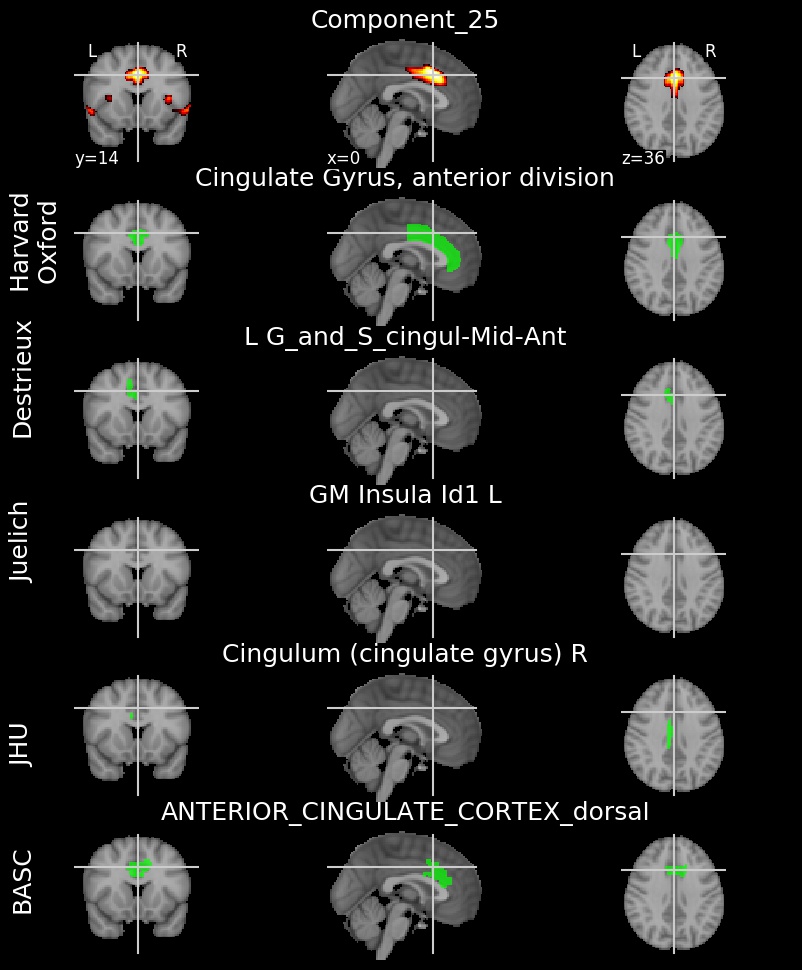 Component_25
L R L R
y=14 x=0 z=36
Cingulate Gyrus, anterior division
Harvard
Oxford
L G_and_S_cingul-Mid-Ant
Destrieux
GM Insula Id1 L
Juelich
Cingulum (cingulate gyrus) R
JHU
ANTERIOR_CINGULATE_CORTEX_dorsal
BASC